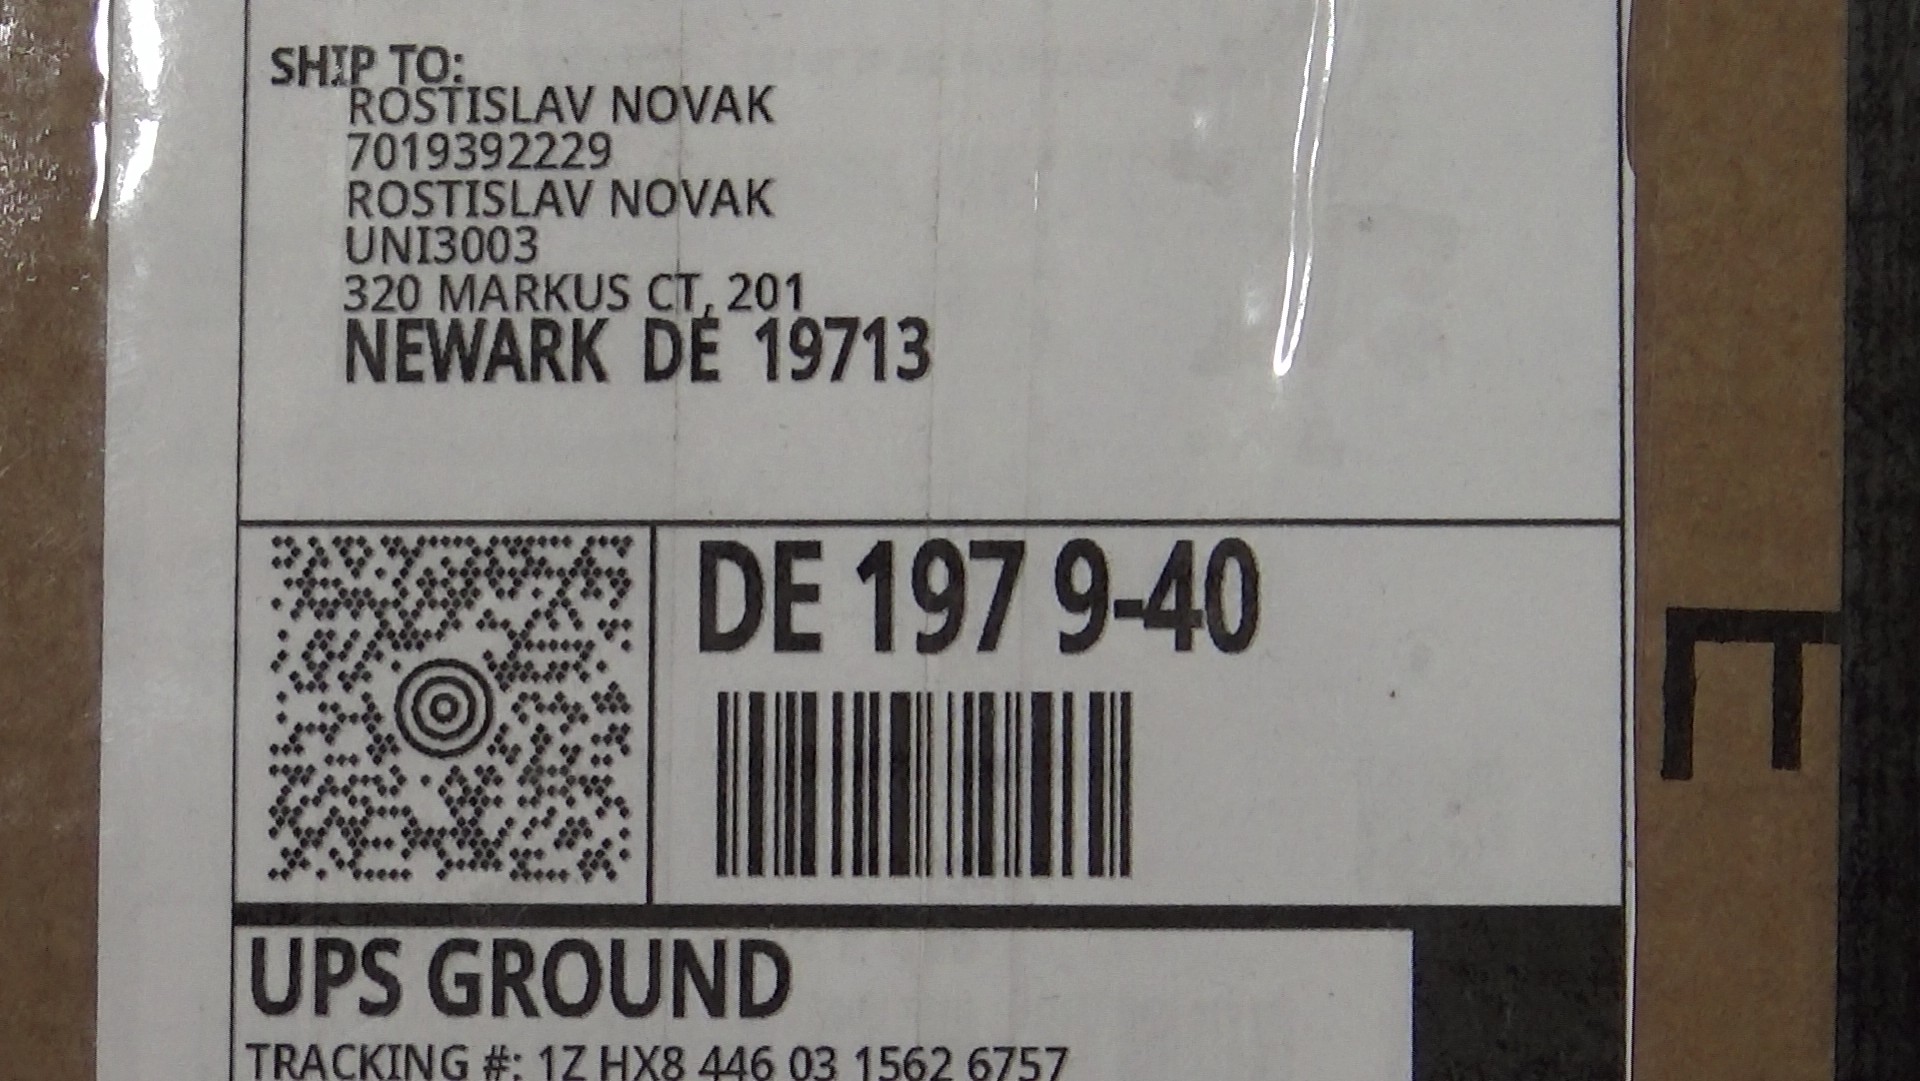 SHIP TO:
ROSTISLAV NOVAK
7019392229
ROSTISLAV NOVAK
UNI3003
320 MARKUS CT, 201
NEWARK DE 19713
DE 197 9-40
UPS GROUND
TRACKING #: 1Z HX8 446 03 1562 6757